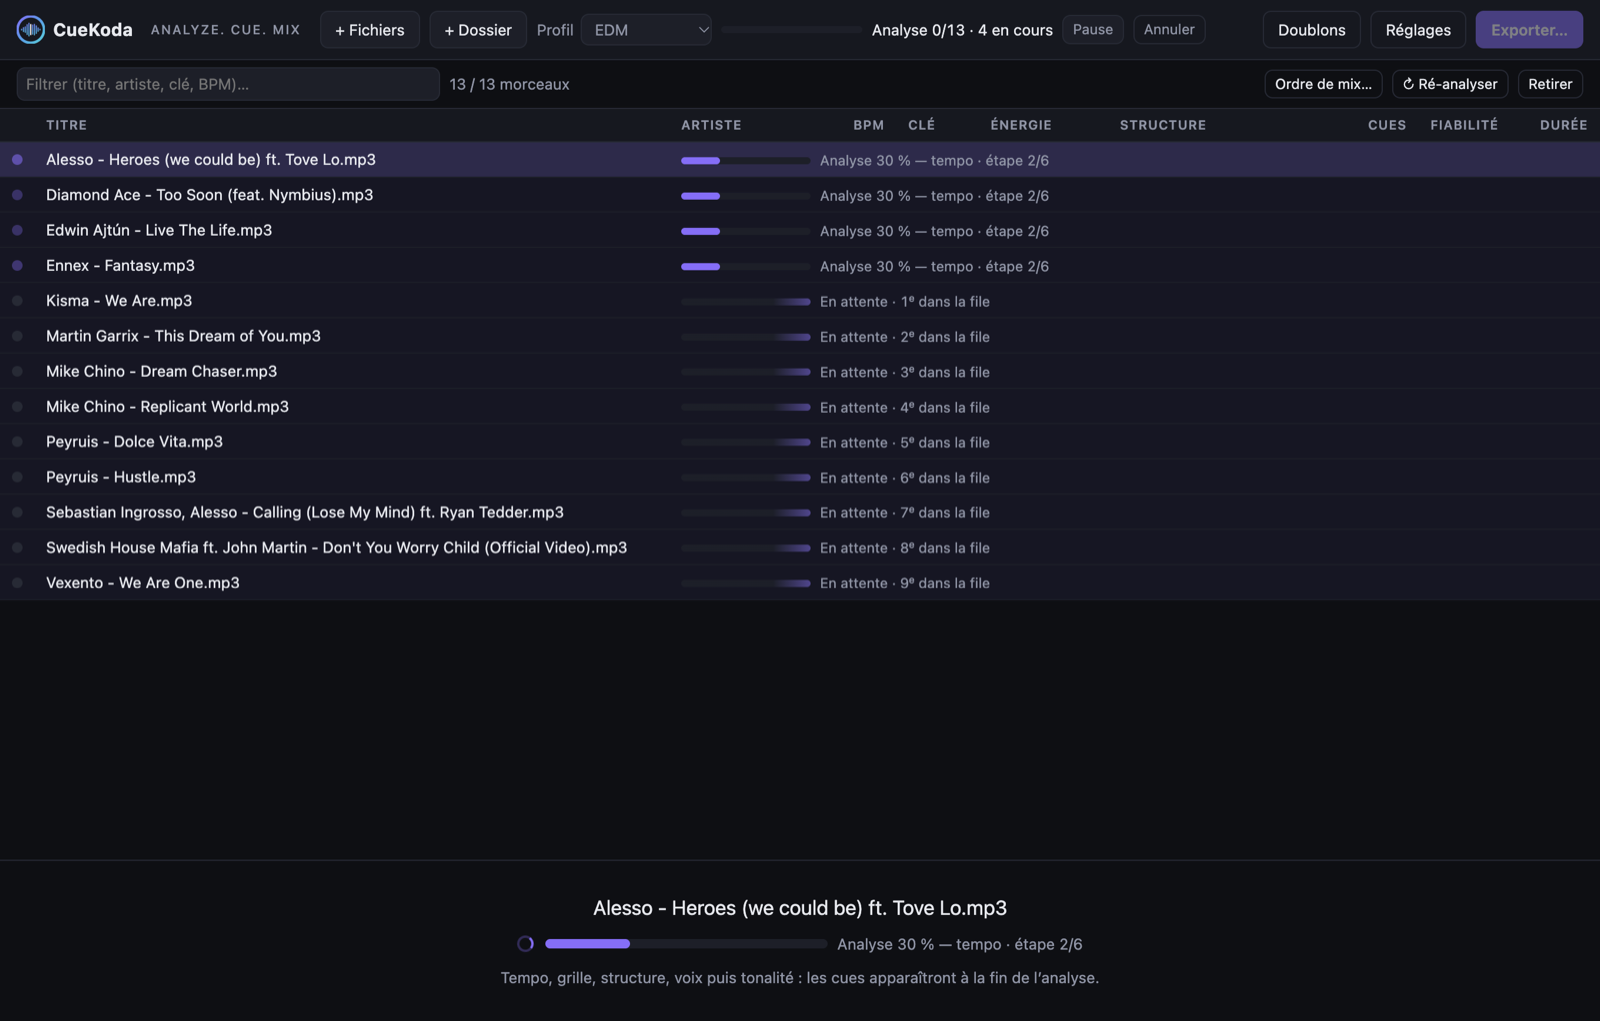 CueKoda ANALYZE. CUE. MIX + Fichiers + Dossier Profil EDM Analyse 0/13 · 4 en cours Pause Annuler Doublons Réglages Exporter...
Filtrer (titre, artiste, clé, BPM)... 13 / 13 morceaux Ordre de mix... ↻ Ré-analyser Retirer
TITRE ARTISTE BPM CLÉ ÉNERGIE STRUCTURE CUES FIABILITÉ DURÉE
Alesso - Heroes (we could be) ft. Tove Lo.mp3 Analyse 30 % — tempo · étape 2/6
Diamond Ace - Too Soon (feat. Nymbius).mp3 Analyse 30 % — tempo · étape 2/6
Edwin Ajtún - Live The Life.mp3 Analyse 30 % — tempo · étape 2/6
Ennex - Fantasy.mp3 Analyse 30 % — tempo · étape 2/6
Kisma - We Are.mp3 En attente · 1ᵉ dans la file
Martin Garrix - This Dream of You.mp3 En attente · 2ᵉ dans la file
Mike Chino - Dream Chaser.mp3 En attente · 3ᵉ dans la file
Mike Chino - Replicant World.mp3 En attente · 4ᵉ dans la file
Peyruis - Dolce Vita.mp3 En attente · 5ᵉ dans la file
Peyruis - Hustle.mp3 En attente · 6ᵉ dans la file
Sebastian Ingrosso, Alesso - Calling (Lose My Mind) ft. Ryan Tedder.mp3 En attente · 7ᵉ dans la file
Swedish House Mafia ft. John Martin - Don't You Worry Child (Official Video).mp3 En attente · 8ᵉ dans la file
Vexento - We Are One.mp3 En attente · 9ᵉ dans la file
Alesso - Heroes (we could be) ft. Tove Lo.mp3
Analyse 30 % — tempo · étape 2/6
Tempo, grille, structure, voix puis tonalité : les cues apparaîtront à la fin de l’analyse.